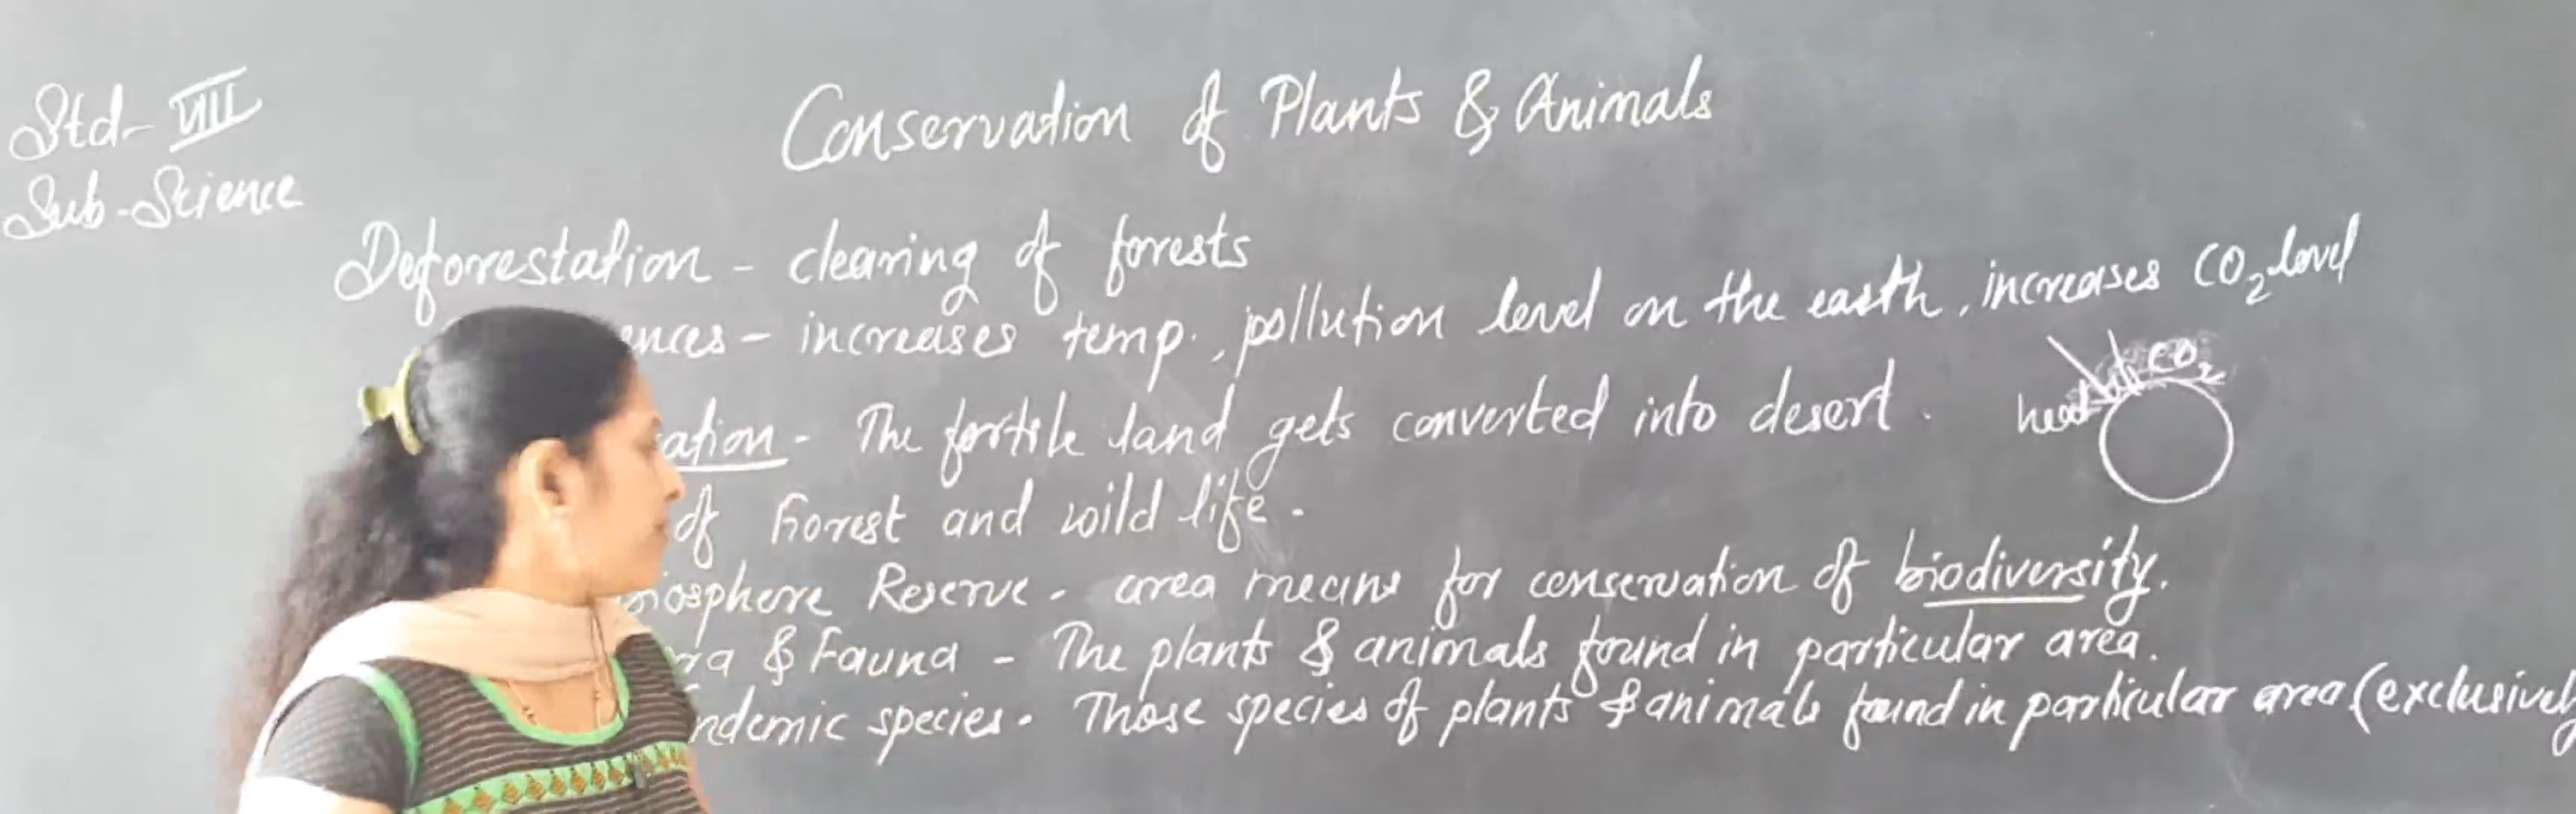 Std- VIII
Sub-Science
Conservation of Plants & Animals
Deforestation - clearing of forests
ences - increases temp., pollution level on the earth, increases CO2 level
CO2
heat
ation - The fertile land gets converted into desert.
of Forest and wild life.
iosphere Reserve - area means for conservation of biodiversity.
ra & Fauna - The plants & animals found in particular area.
ndemic species - Those species of plants & animals found in particular area (exclusively